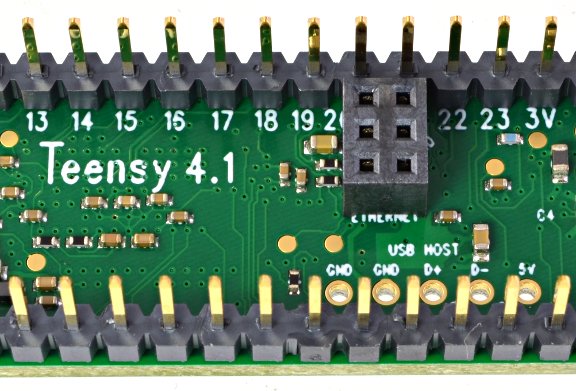 13 14 15 16 17 18 19 22 23 3V
Teensy 4.1
ETHERNET
C4
USB HOST
GND GND D+ D- 5V